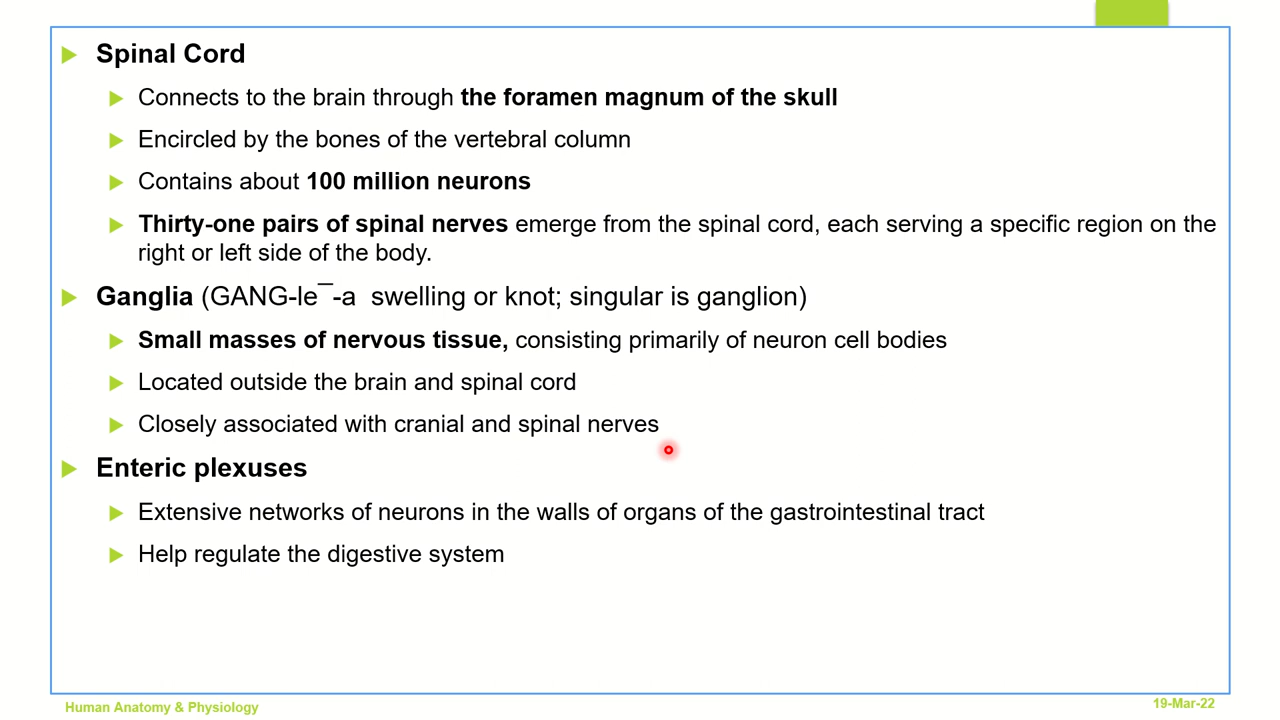 Spinal Cord
Connects to the brain through the foramen magnum of the skull
Encircled by the bones of the vertebral column
Contains about 100 million neurons
Thirty-one pairs of spinal nerves emerge from the spinal cord, each serving a specific region on the
right or left side of the body.
Ganglia (GANG-le¯-a  swelling or knot; singular is ganglion)
Small masses of nervous tissue, consisting primarily of neuron cell bodies
Located outside the brain and spinal cord
Closely associated with cranial and spinal nerves
Enteric plexuses
Extensive networks of neurons in the walls of organs of the gastrointestinal tract
Help regulate the digestive system
Human Anatomy & Physiology
19-Mar-22